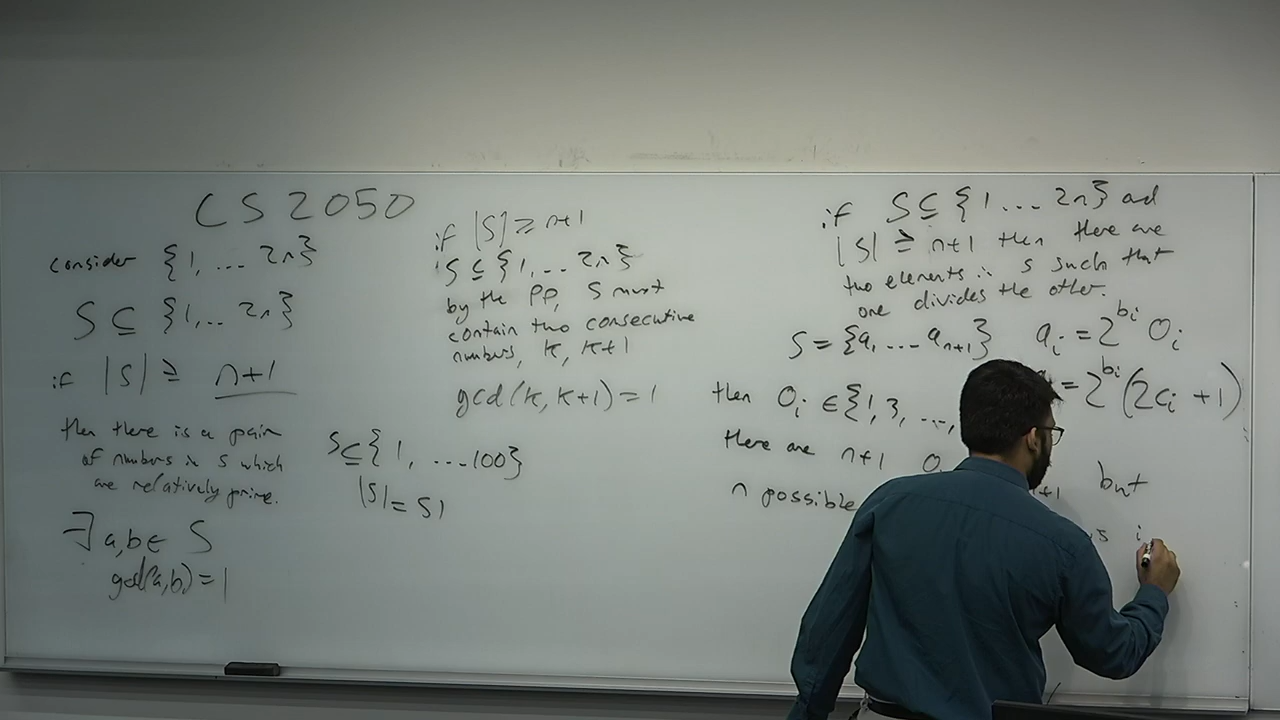 CS 2050
consider {1, ... 2n}
S ⊆ {1, ... 2n}
if |S| ≥ n+1
then there is a pair
of numbers in S which
are relatively prime.
∃ a,b ∈ S
gcd(a,b) = 1
if |S| ≥ n+1
S ⊆ {1, ... 2n}
by the PP, S must
contain two consecutive
numbers, k, k+1
gcd(k, k+1) = 1
S ⊆ {1, ... 100}
|S| = 51
if S ⊆ {1 ... 2n} ad
|S| ≥ n+1 then there are
two elements in S such that
one divides the other.
S = {a, ... aₙ₊₁} aᵢ = 2^bᵢ Oᵢ
= 2^bᵢ (2cᵢ + 1)
then Oᵢ ∈ {1, 3, ...,
there are n+1 O +1 but
n possible s i